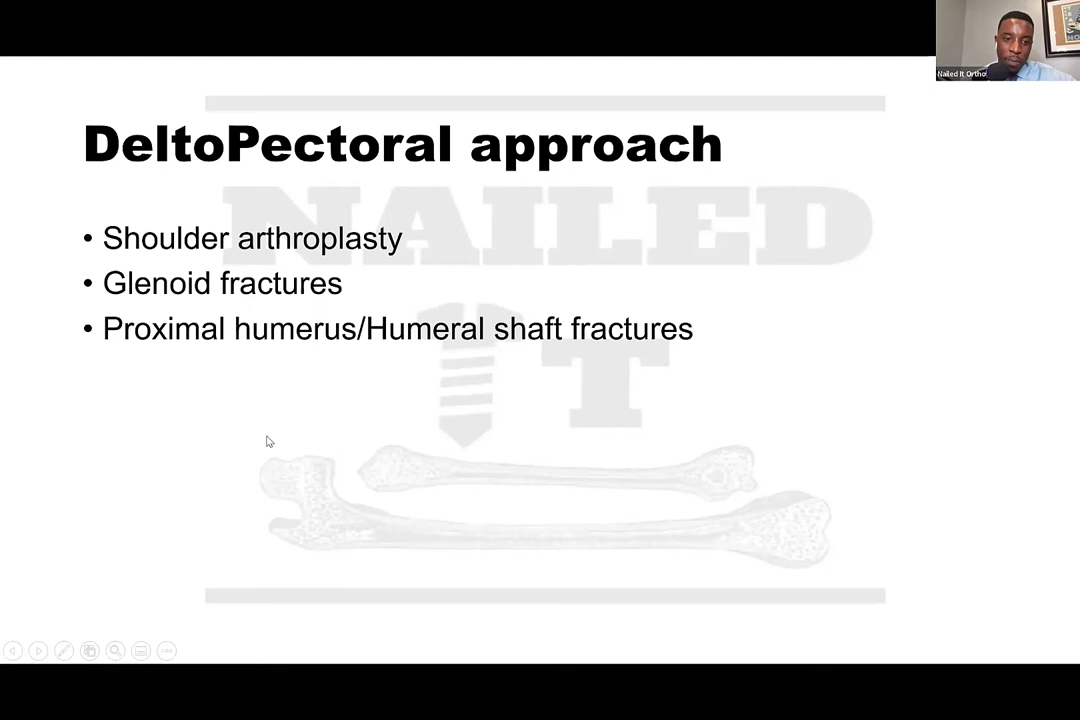 Nailed It Ortho
DeltoPectoral approach
NAILED
IT
• Shoulder arthroplasty
• Glenoid fractures
• Proximal humerus/Humeral shaft fractures